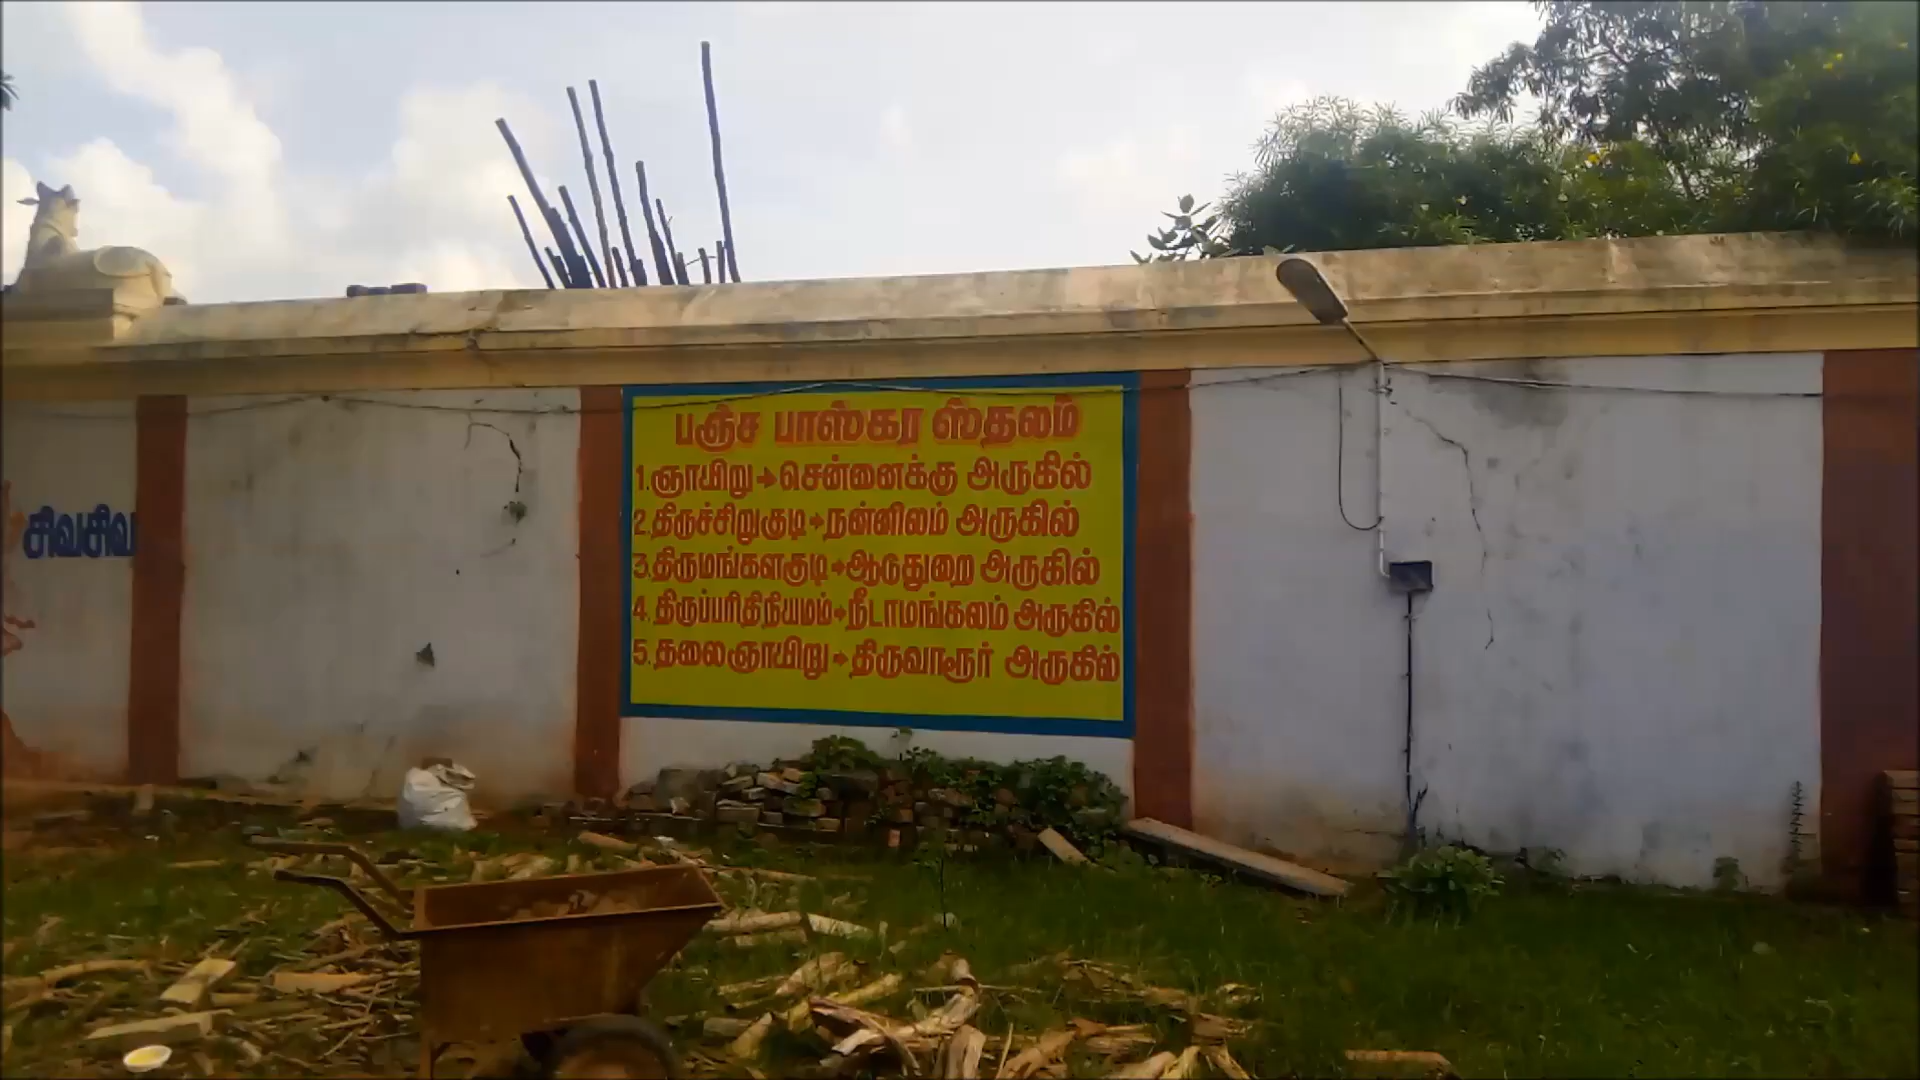 சிவசிவ
பஞ்ச பாஸ்கர ஸ்தலம்
1.ஞாயிறு→சென்னைக்கு அருகில்
2.திருச்சிறுகுடி→நன்னிலம் அருகில்
3.திருமங்களகுடி→ஆடுதுறை அருகில்
4.திருப்பரிதிநியமம்→நீடாமங்கலம் அருகில்
5.தலைஞாயிறு→திருவாரூர் அருகில்